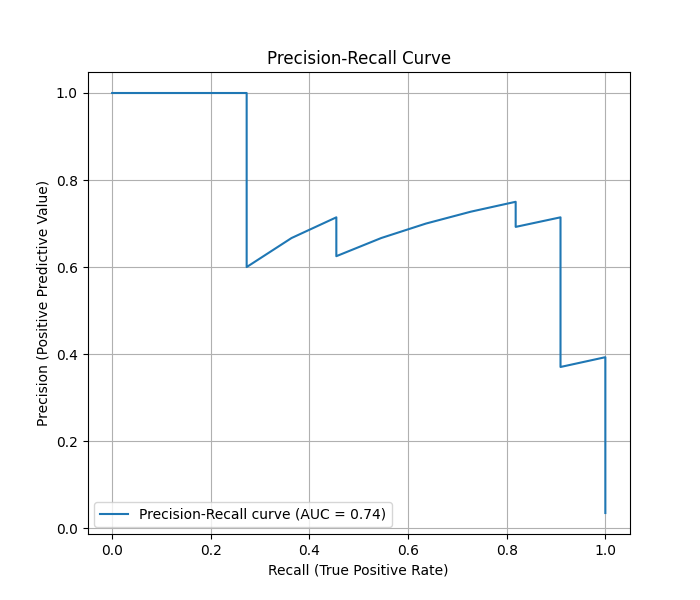 Precision-Recall Curve
Precision (Positive Predictive Value)
1.0
0.8
0.6
0.4
0.2
0.0
Precision-Recall curve (AUC = 0.74)
0.0 0.2 0.4 0.6 0.8 1.0
Recall (True Positive Rate)